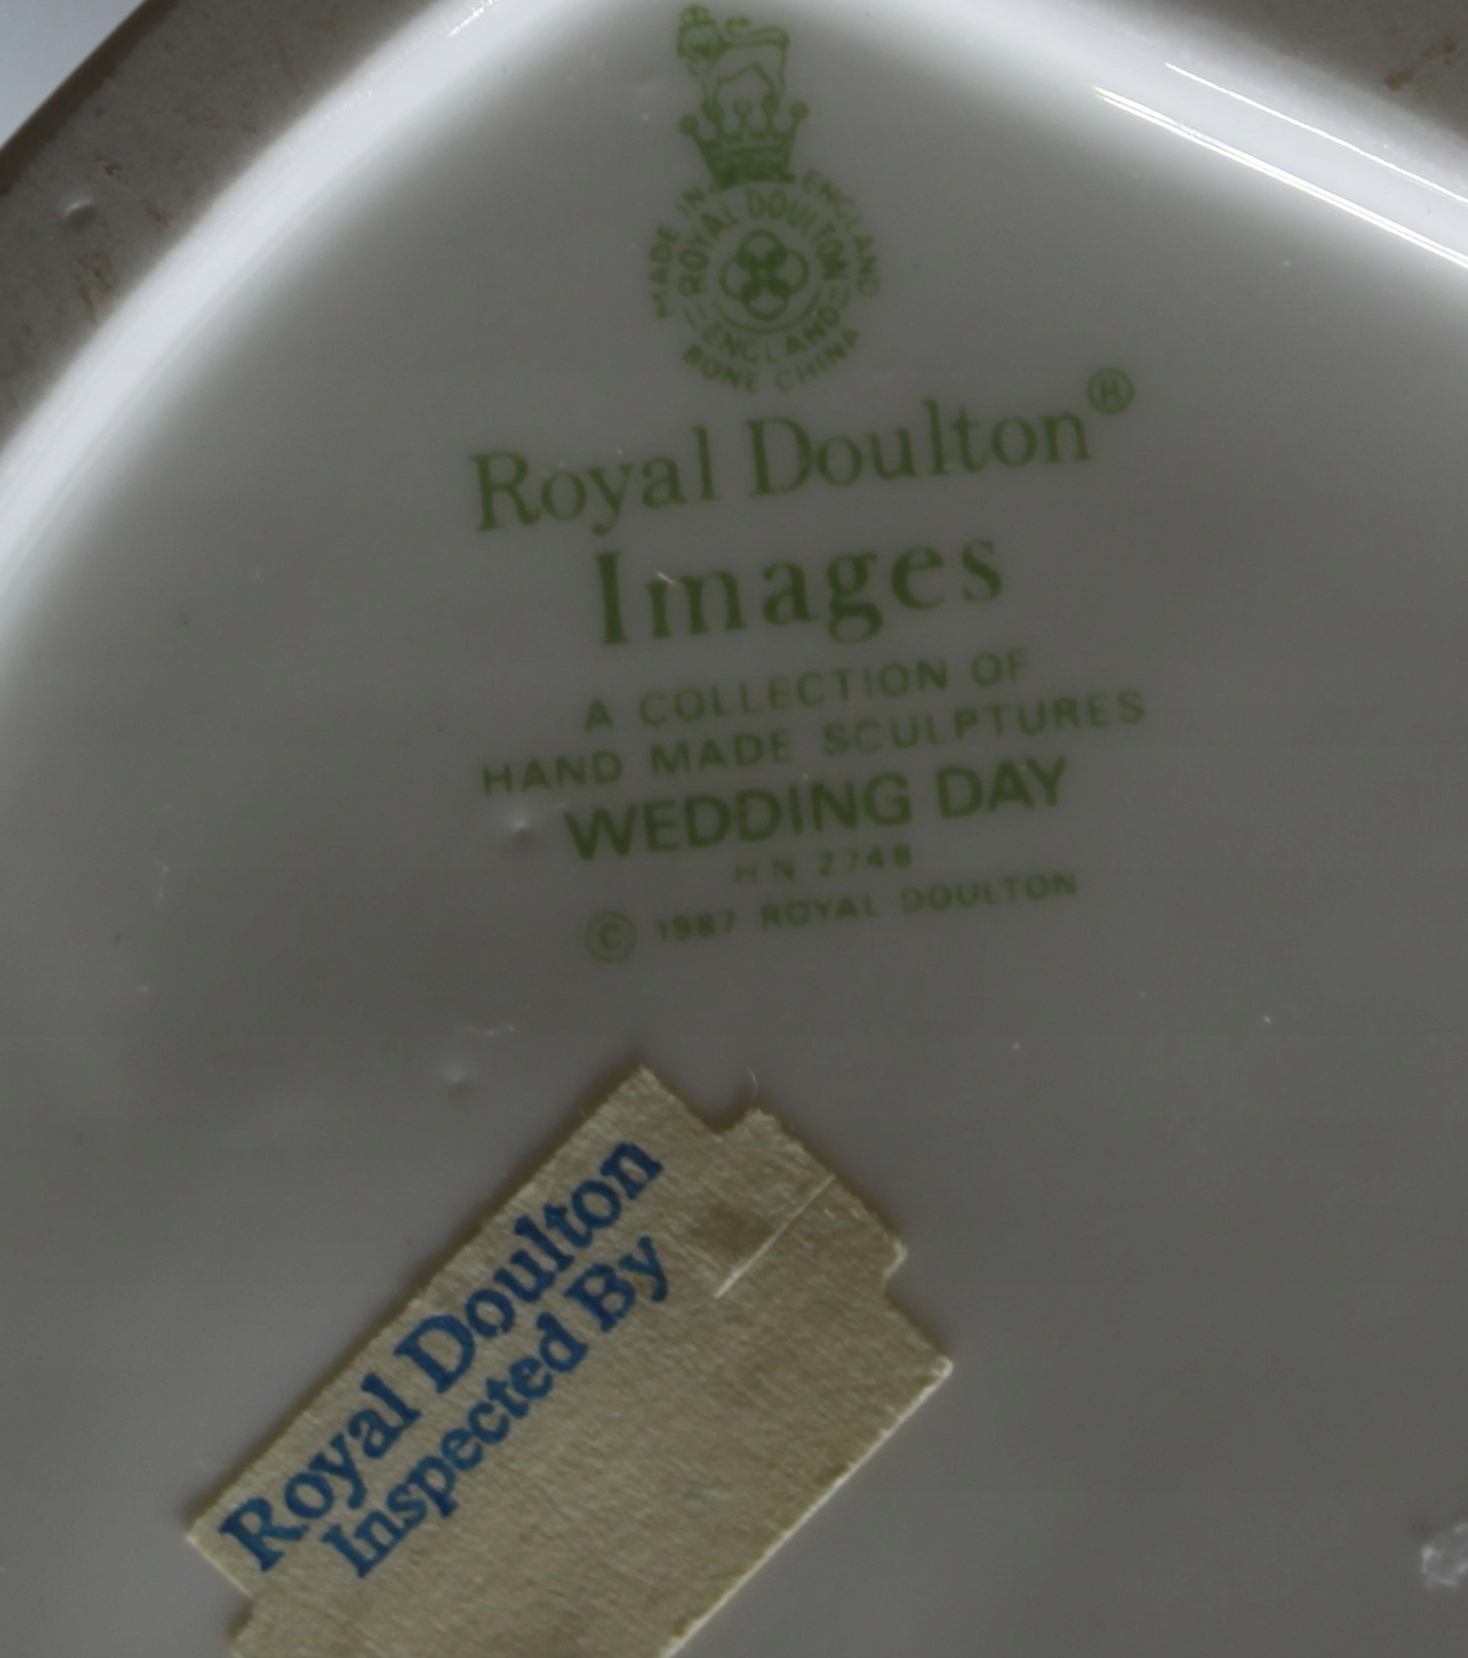 MADE IN ENGLAND
ROYAL DOULTON
ENGLAND
BONE CHINA
Royal Doulton®
Images
A COLLECTION OF
HAND MADE SCULPTURES
WEDDING DAY
HN 2748
© 1987 ROYAL DOULTON
Royal Doulton
Inspected By